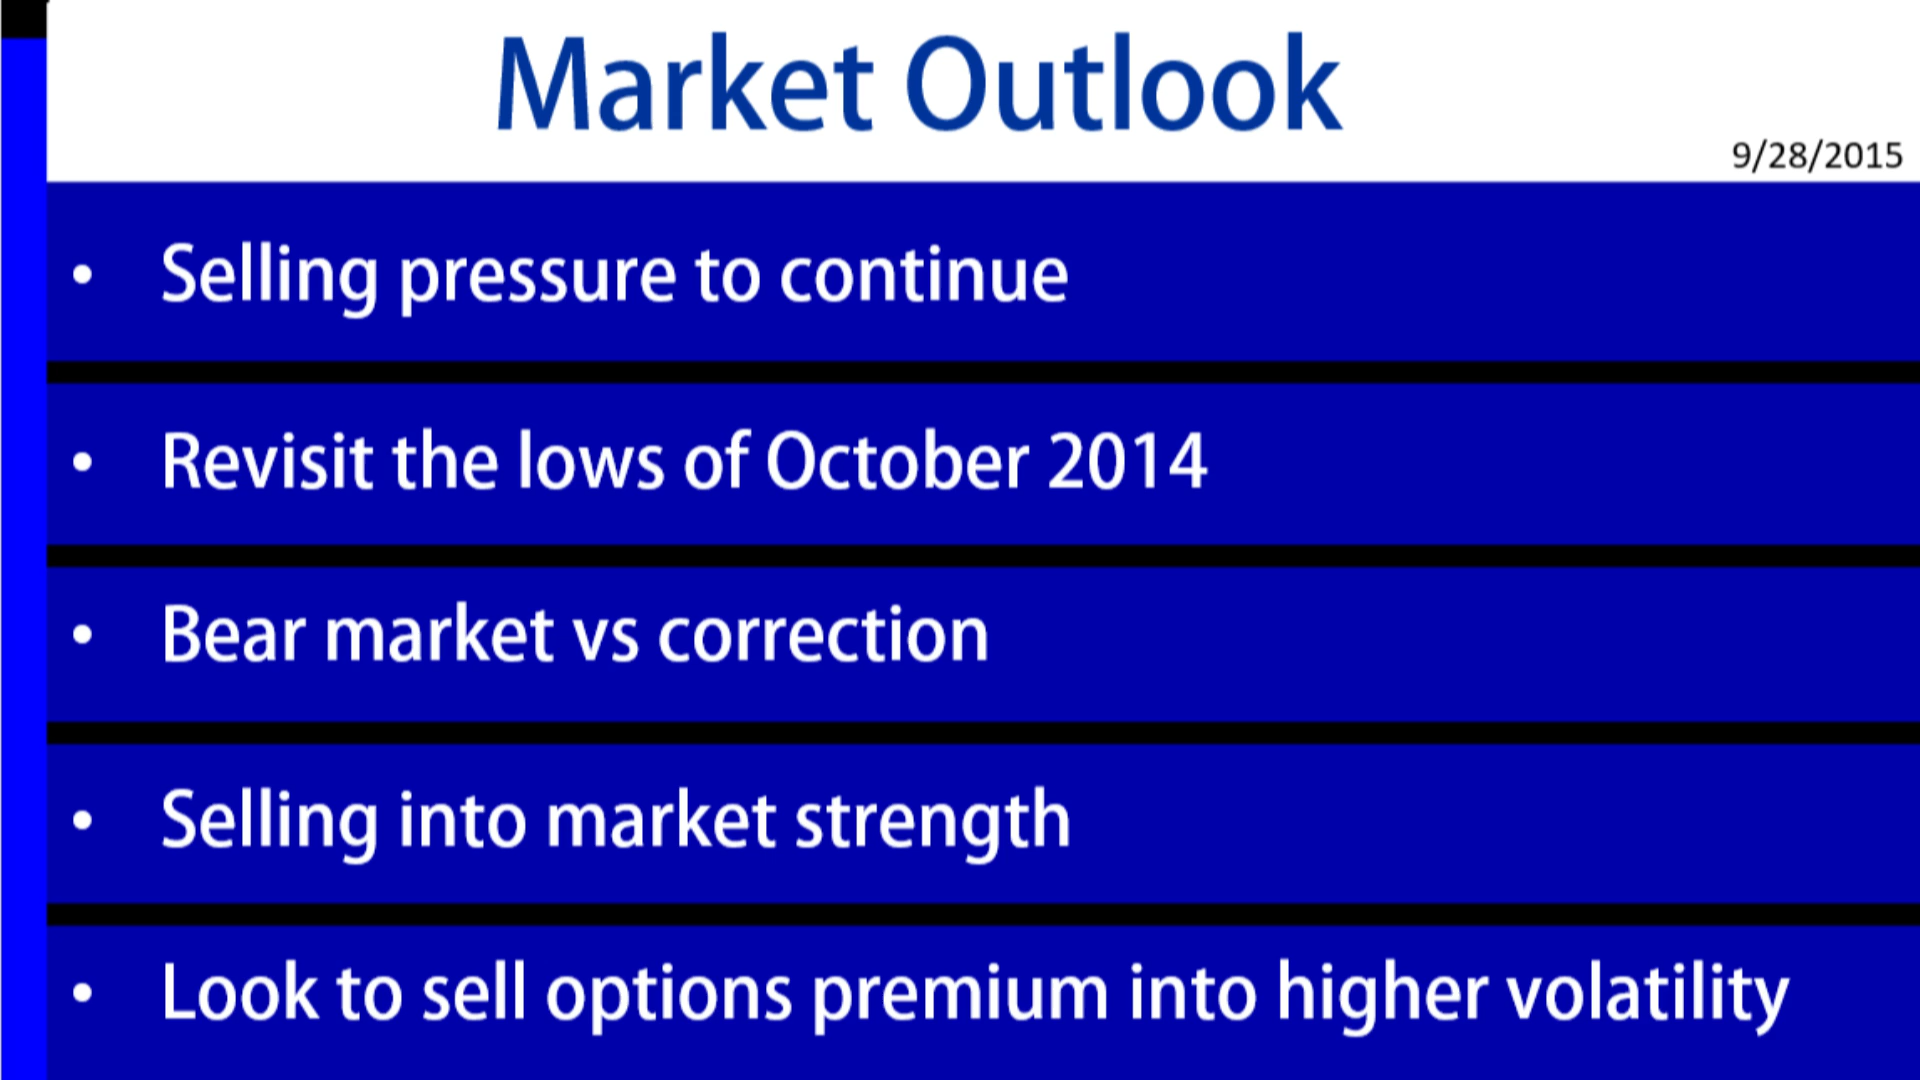 Market Outlook
9/28/2015
• Selling pressure to continue
• Revisit the lows of October 2014
• Bear market vs correction
• Selling into market strength
• Look to sell options premium into higher volatility